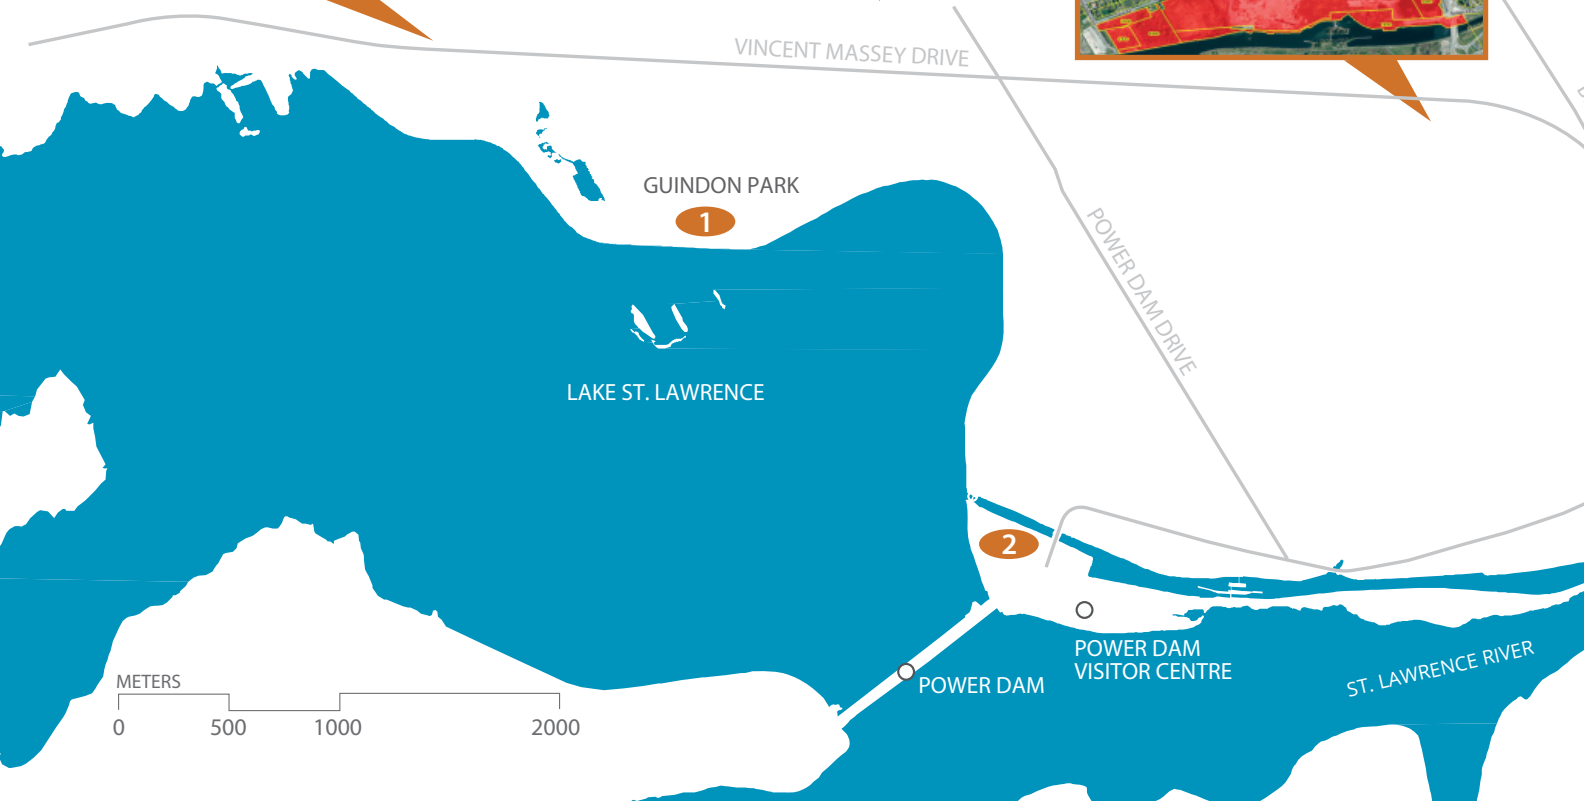 VINCENT MASSEY DRIVE
GUINDON PARK
1
POWER DAM DRIVE
LAKE ST. LAWRENCE
2
POWER DAM
VISITOR CENTRE
ST. LAWRENCE RIVER
POWER DAM
METERS
0 500 1000 2000